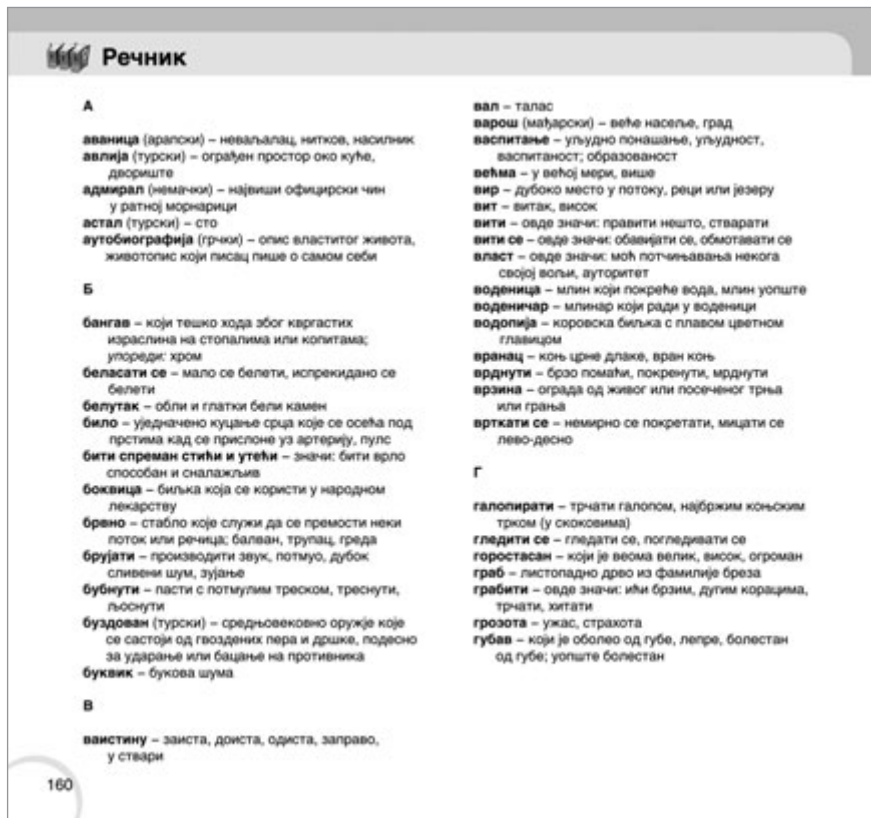 Речник
А
аваница (арапски) – неваљалац, нитков, насилник
авлија (турски) – ограђен простор око куће,
двориште
адмирал (немачки) – највиши официрски чин
у ратној морнарици
астал (турски) – сто
аутобиографија (грчки) – опис властитог живота,
животопис који писац пише о самом себи
Б
бангав – који тешко хода због квргастих
израслина на стопалима или копитама;
упореди: хром
беласати се – мало се белети, испрекидано се
белети
белутак – обли и глатки бели камен
било – уједначено куцање срца које се осећа под
прстима кад се прислоне уз артерију, пулс
бити спреман стићи и утећи – значи: бити врло
способан и сналажљив
боквица – биљка која се користи у народном
лекарству
брвно – стабло које служи да се премости неки
поток или речица; балван, трупац, греда
брујати – производити звук, потмуо, дубок
сливени шум, зујање
бубнути – пасти с потмулим треском, треснути,
љоснути
буздован (турски) – средњовековно оружје које
се састоји од гвоздених пера и дршке, подесно
за ударање или бацање на противника
буквик – букова шума
В
ваистину – заиста, доиста, одиста, заправо,
у ствари
вал – талас
варош (мађарски) – веће насеље, град
васпитање – уљудно понашање, уљудност,
васпитаност; образованост
већма – у већој мери, више
вир – дубоко место у потоку, реци или језеру
вит – витак, висок
вити – овде значи: правити нешто, стварати
вити се – овде значи: обавијати се, обмотавати се
власт – овде значи: моћ потчињавања некога
својој вољи, ауторитет
воденица – млин који покреће вода, млин уопште
воденичар – млинар који ради у воденици
водопија – коровска биљка с плавом цветном
главицом
вранац – коњ црне длаке, вран коњ
врднути – брзо помаћи, покренути, мрднути
врзина – ограда од живог или посеченог трња
или грања
врткати се – немирно се покретати, мицати се
лево-десно
Г
галопирати – трчати галопом, најбржим коњским
трком (у скоковима)
гледити се – гледати се, погледивати се
горостасан – који је веома велик, висок, огроман
граб – листопадно дрво из фамилије бреза
грабити – овде значи: ићи брзим, дугим корацима,
трчати, хитати
грозота – ужас, страхота
губав – који је оболео од губе, лепре, болестан
од губе; уопште болестан
160